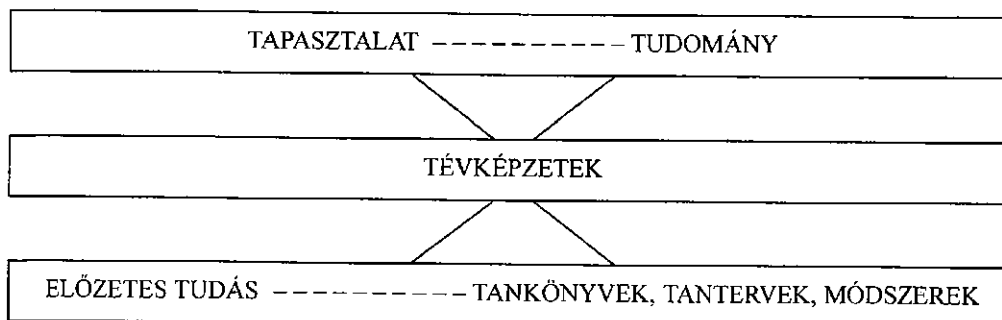 TAPASZTALAT ---------- TUDOMÁNY
TÉVKÉPZETEK
ELŐZETES TUDÁS ---------- TANKÖNYVEK, TANTERVEK, MÓDSZEREK